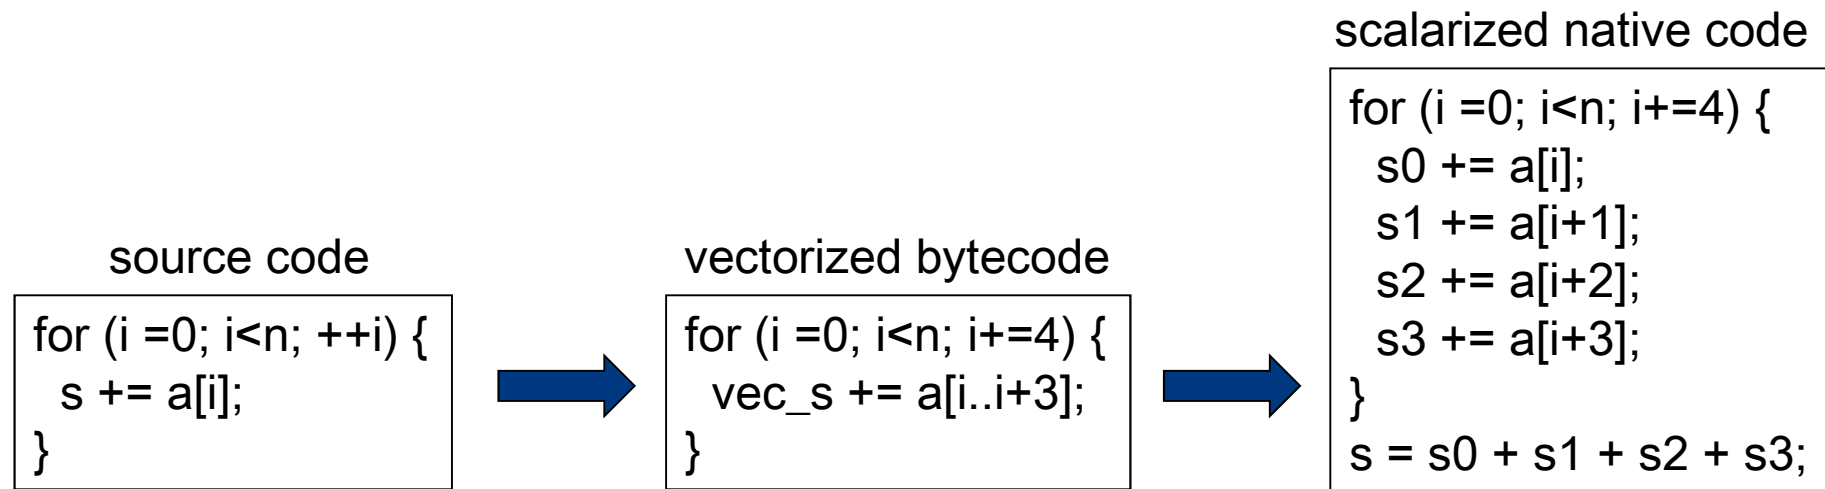 source code
for (i =0; i<n; ++i) {
s += a[i];
}
vectorized bytecode
for (i =0; i<n; i+=4) {
vec_s += a[i..i+3];
}
scalarized native code
for (i =0; i<n; i+=4) {
s0 += a[i];
s1 += a[i+1];
s2 += a[i+2];
s3 += a[i+3];
}
s = s0 + s1 + s2 + s3;